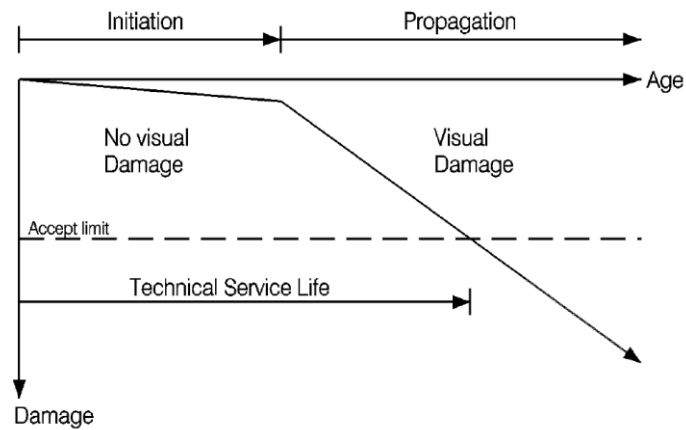 Initiation
Propagation
Age
No visual
Damage
Visual
Damage
Accept limit
Technical Service Life
Damage